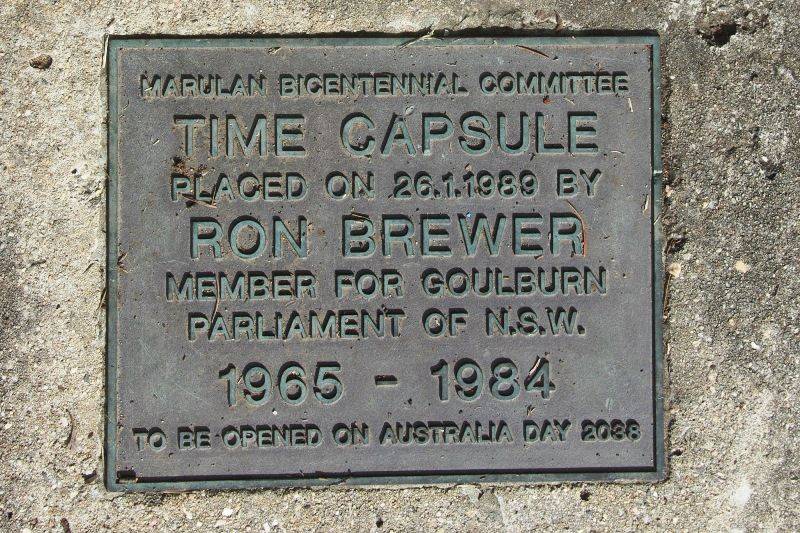 MARULAN BICENTENNIAL COMMITTEE
TIME CAPSULE
PLACED ON 26.1.1989 BY
RON BREWER
MEMBER FOR GOULBURN
PARLIAMENT OF N.S.W.
1965 - 1984
TO BE OPENED ON AUSTRALIA DAY 2038